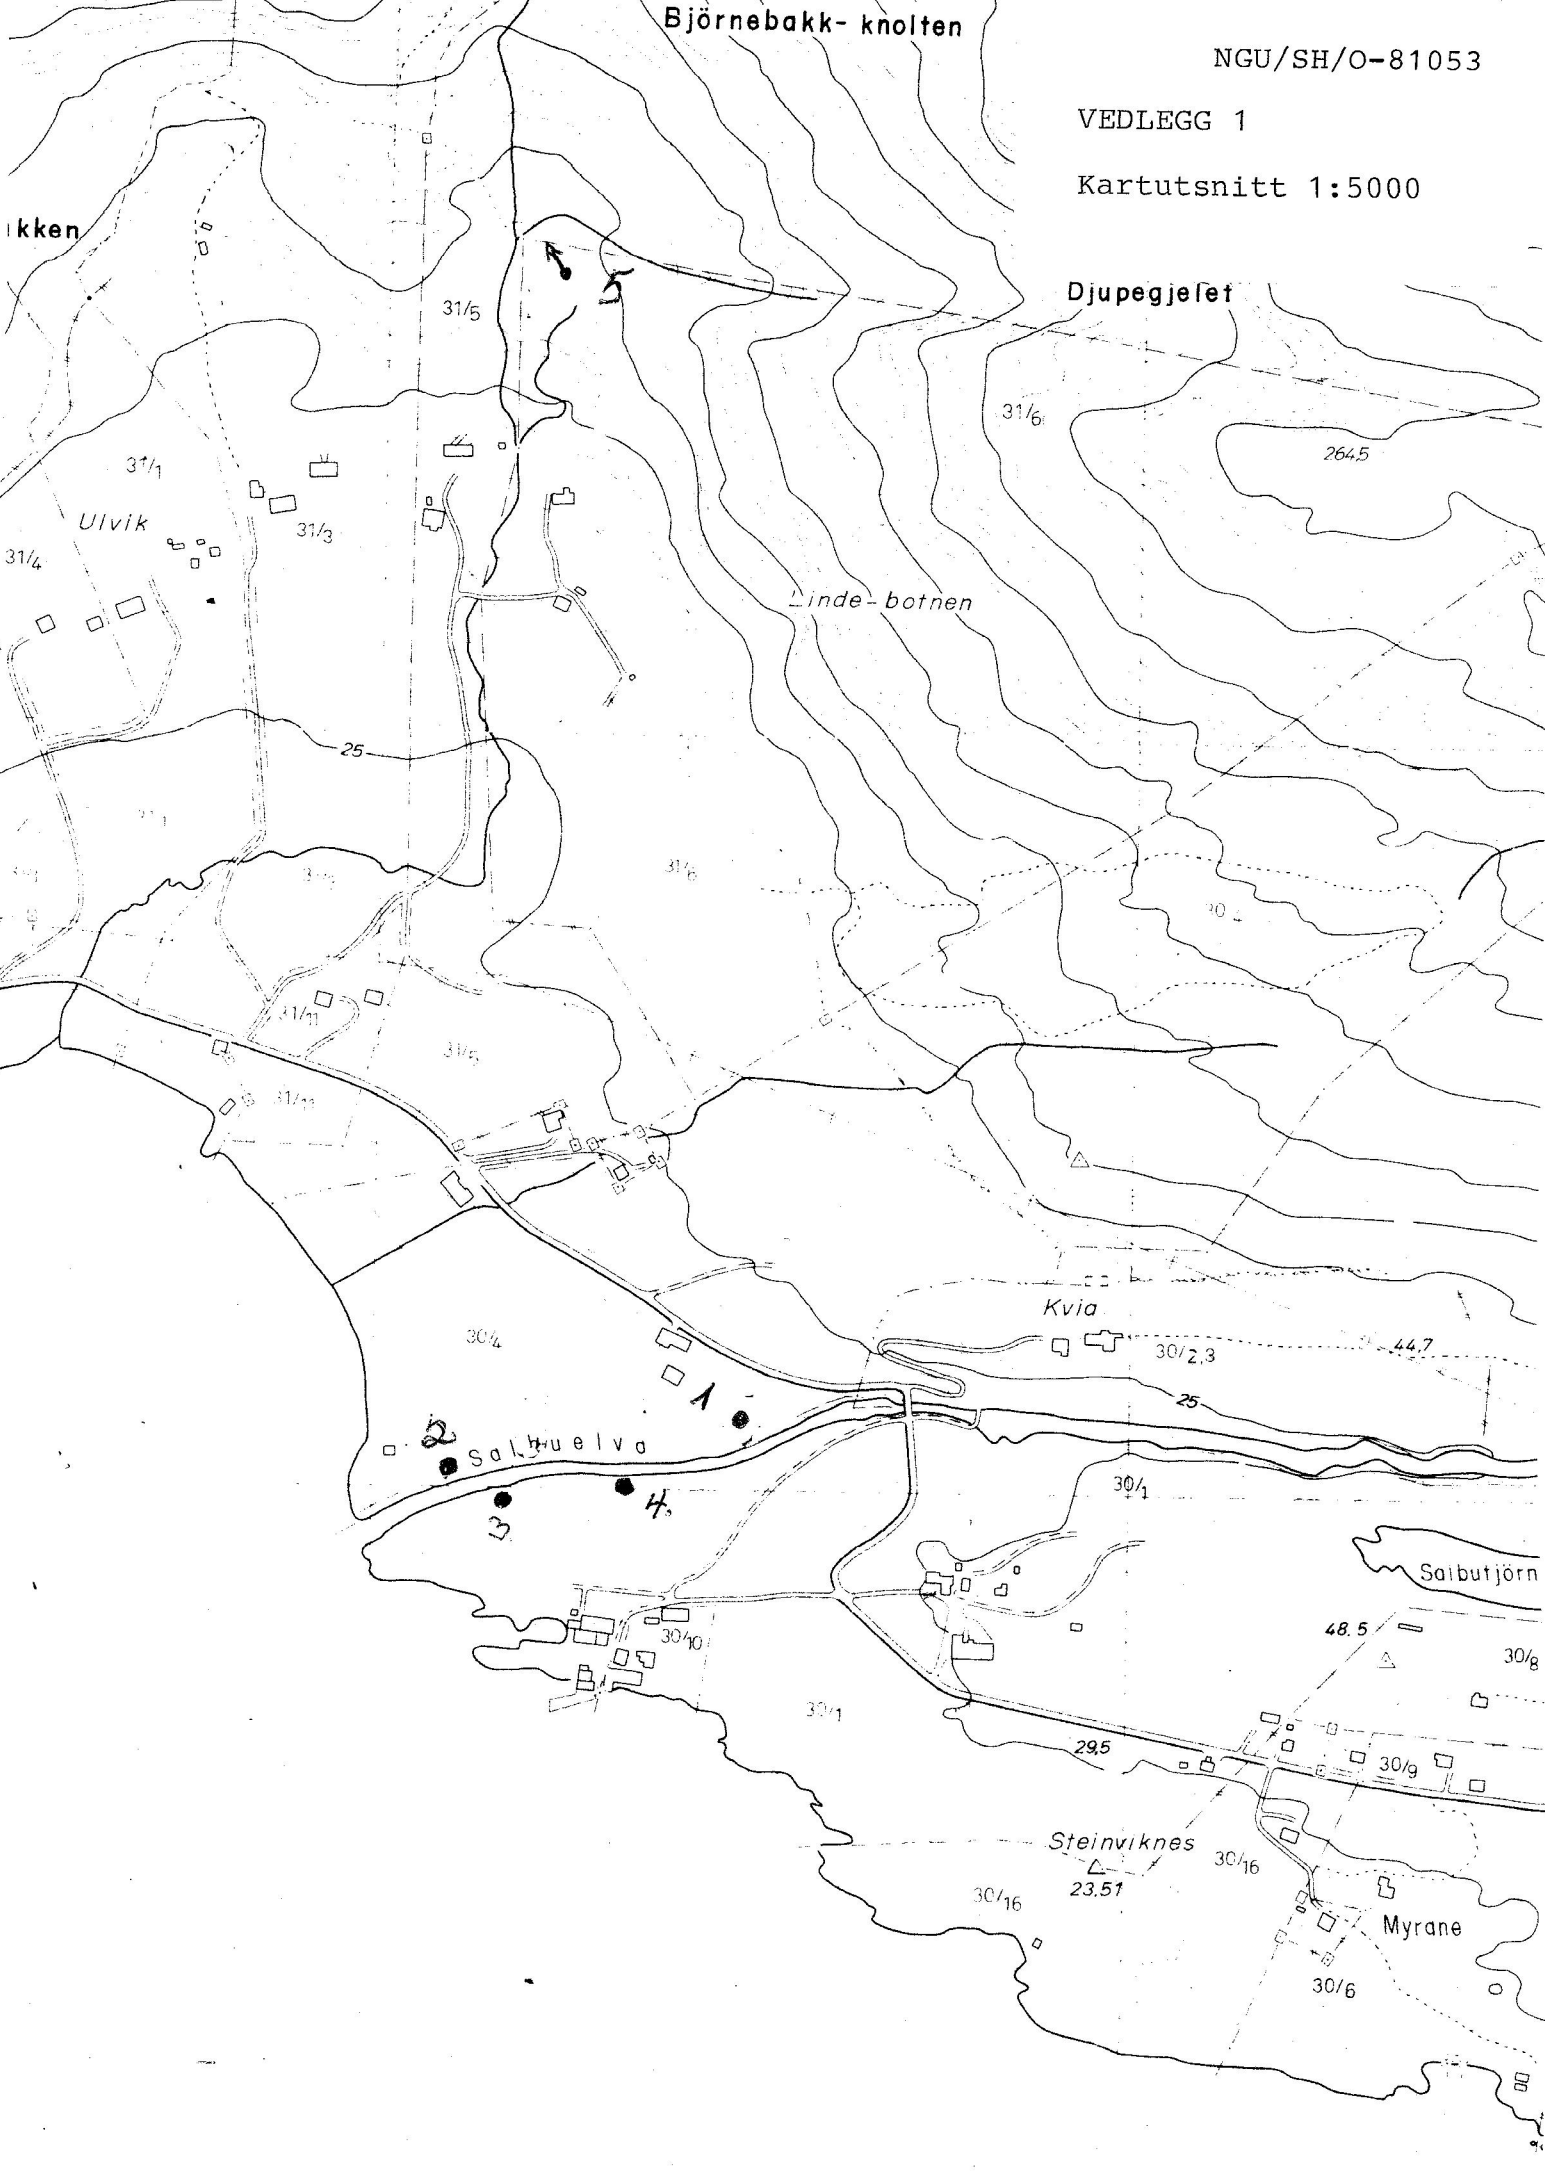 Björnebakk- knolten
NGU/SH/O-81053
VEDLEGG 1
Kartutsnitt 1:5000
ikken
5
31/5
Djupegjelet
31/6
264,5
31/1
Ulvik
31/3
31/4
Linde-botnen
25
31/6
31/11
31/5
31/11
Kvia
30/4
30/2,3
44,7
1
25
2
Salbuelva
30/1
4.
3
Salbutjörn
48.5
30/10
30/8
30/1
29,5
30/9
Steinviknes
30/16
23,51
30/16
Myrane
30/6